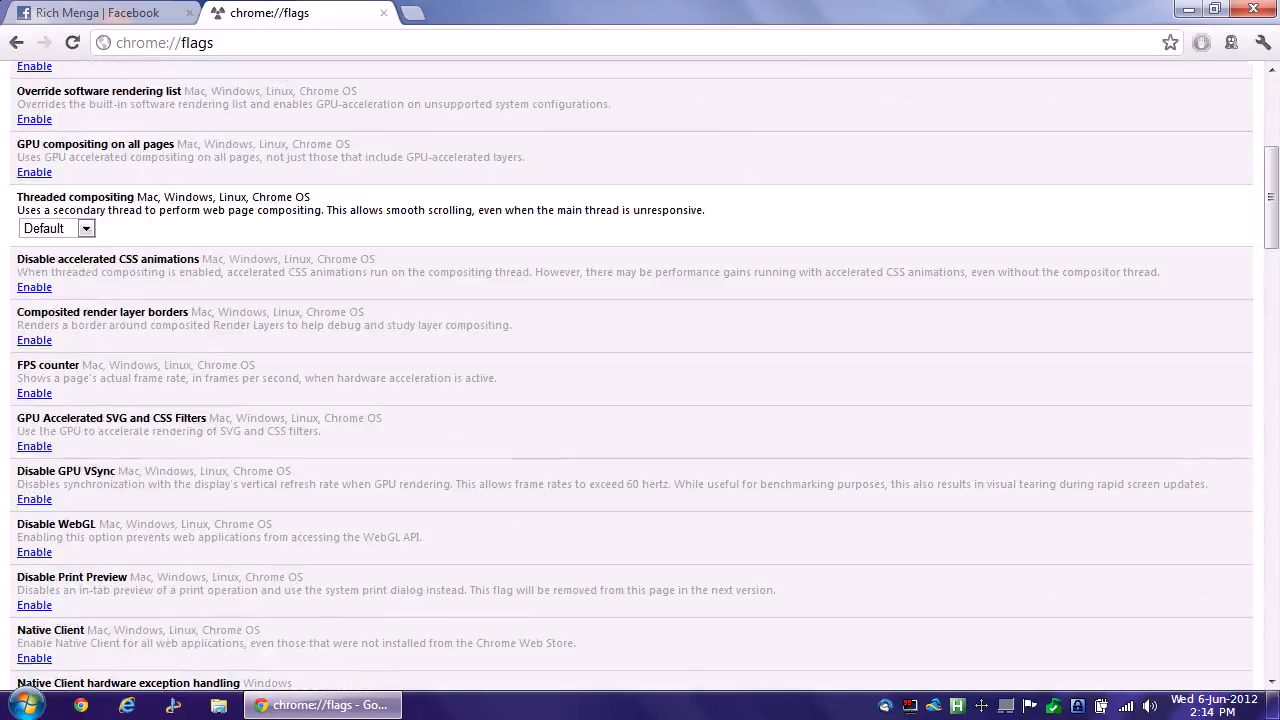 Rich Menga | Facebook
chrome://flags
chrome://flags
Enable
Override software rendering list Mac, Windows, Linux, Chrome OS
Overrides the built-in software rendering list and enables GPU-acceleration on unsupported system configurations.
Enable
GPU compositing on all pages Mac, Windows, Linux, Chrome OS
Uses GPU accelerated compositing on all pages, not just those that include GPU-accelerated layers.
Enable
Threaded compositing Mac, Windows, Linux, Chrome OS
Uses a secondary thread to perform web page compositing. This allows smooth scrolling, even when the main thread is unresponsive.
Default
Disable accelerated CSS animations Mac, Windows, Linux, Chrome OS
When threaded compositing is enabled, accelerated CSS animations run on the compositing thread. However, there may be performance gains running with accelerated CSS animations, even without the compositor thread.
Enable
Composited render layer borders Mac, Windows, Linux, Chrome OS
Renders a border around composited Render Layers to help debug and study layer compositing.
Enable
FPS counter Mac, Windows, Linux, Chrome OS
Shows a page's actual frame rate, in frames per second, when hardware acceleration is active.
Enable
GPU Accelerated SVG and CSS Filters Mac, Windows, Linux, Chrome OS
Use the GPU to accelerate rendering of SVG and CSS filters.
Enable
Disable GPU VSync Mac, Windows, Linux, Chrome OS
Disables synchronization with the display's vertical refresh rate when GPU rendering. This allows frame rates to exceed 60 hertz. While useful for benchmarking purposes, this also results in visual tearing during rapid screen updates.
Enable
Disable WebGL Mac, Windows, Linux, Chrome OS
Enabling this option prevents web applications from accessing the WebGL API.
Enable
Disable Print Preview Mac, Windows, Linux, Chrome OS
Disables an in-tab preview of a print operation and use the system print dialog instead. This flag will be removed from this page in the next version.
Enable
Native Client Mac, Windows, Linux, Chrome OS
Enable Native Client for all web applications, even those that were not installed from the Chrome Web Store.
Enable
Native Client hardware exception handling Windows
chrome://flags - Go...
Wed 6-Jun-2012
2:14 PM